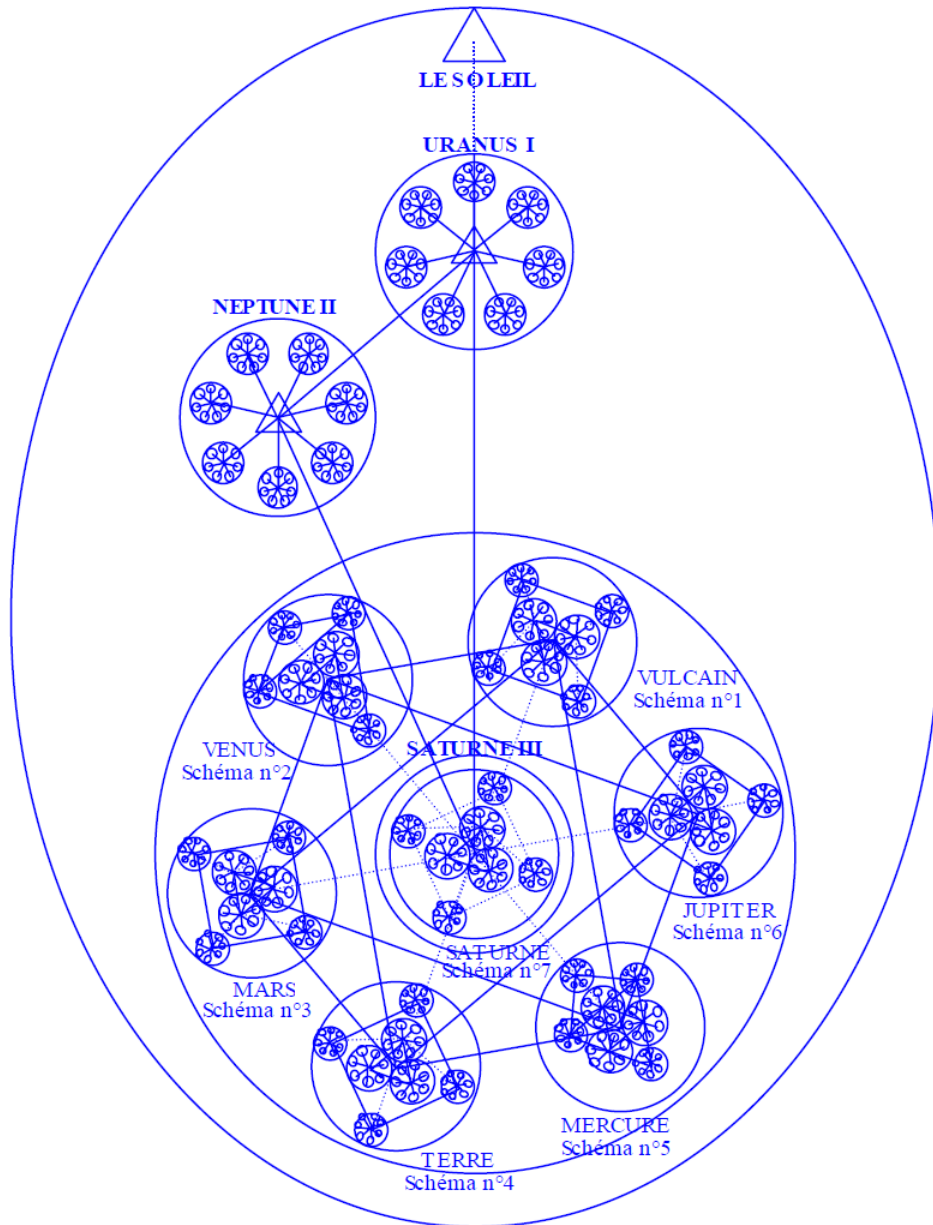 LE SOLEIL
URANUS I
NEPTUNE II
VULCAIN
Schéma n°1
VENUS
Schéma n°2
SATURNE III
JUPITER
Schéma n°6
SATURNE
Schéma n°7
MARS
Schéma n°3
MERCURE
Schéma n°5
TERRE
Schéma n°4